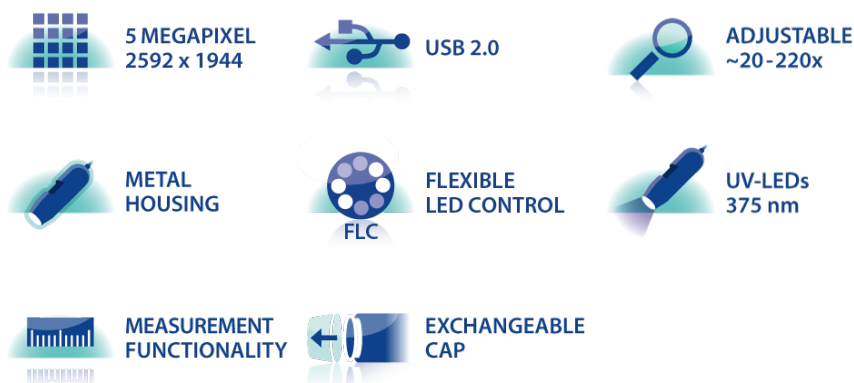 5 MEGAPIXEL
2592 x 1944
USB 2.0
ADJUSTABLE
~20-220x
METAL
HOUSING
FLC
FLEXIBLE
LED CONTROL
UV-LEDs
375 nm
MEASUREMENT
FUNCTIONALITY
EXCHANGEABLE
CAP